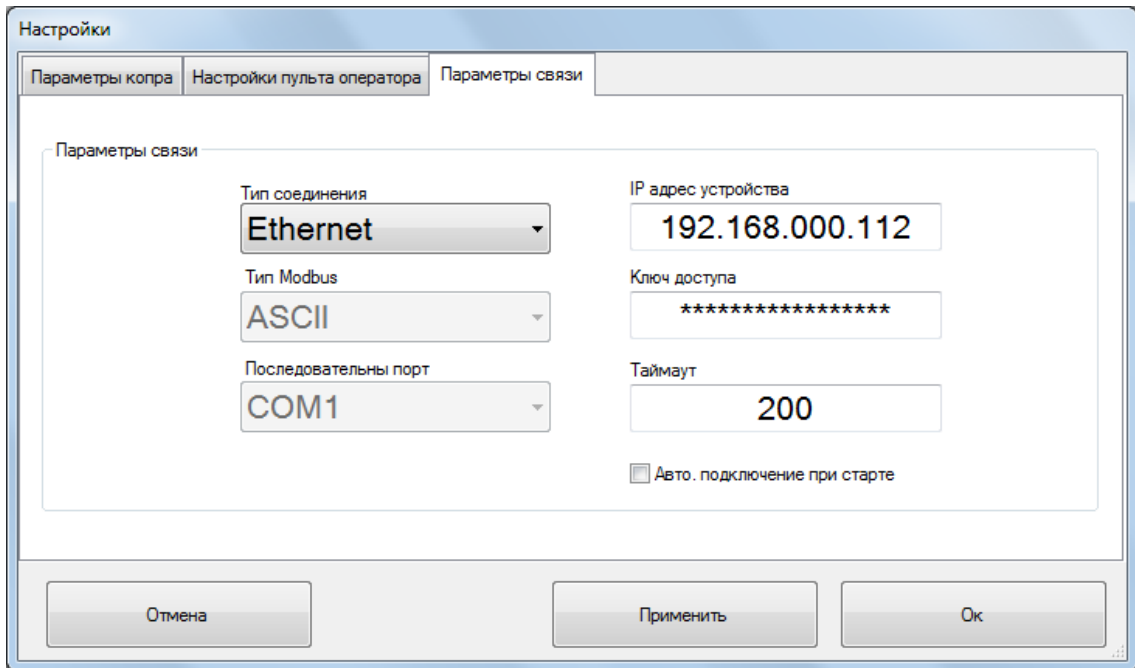 Настройки
Параметры копра
Настройки пульта оператора
Параметры связи
Параметры связи
Тип соединения
Ethernet
Тип Modbus
ASCII
Последовательны порт
COM1
IP адрес устройства
192.168.000.112
Ключ доступа
*****************
Таймаут
200
Авто. подключение при старте
Отмена
Применить
Ок